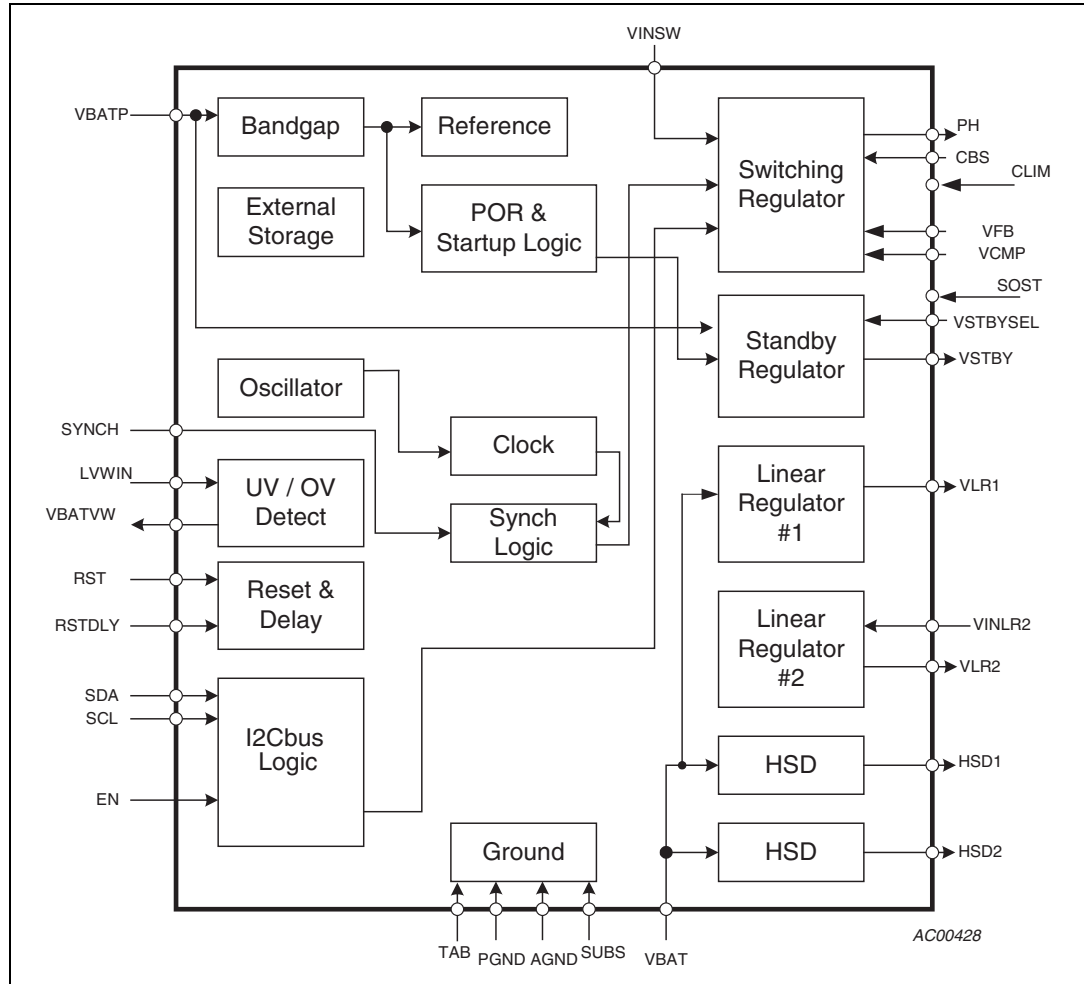 VINSW
VBATP
Bandgap
Reference
PH
CBS
CLIM
Switching
Regulator
External
Storage
POR &
Startup Logic
VFB
VCMP
SOST
VSTBYSEL
Standby
Regulator
VSTBY
Oscillator
SYNCH
Clock
LVWIN
UV / OV
Detect
VBATVW
Synch
Logic
Linear
Regulator
#1
VLR1
RST
Reset &
Delay
RSTDLY
Linear
Regulator
#2
VINLR2
VLR2
SDA
SCL
I2Cbus
Logic
EN
HSD
HSD1
Ground
HSD
HSD2
TAB
PGND
AGND
SUBS
VBAT
AC00428